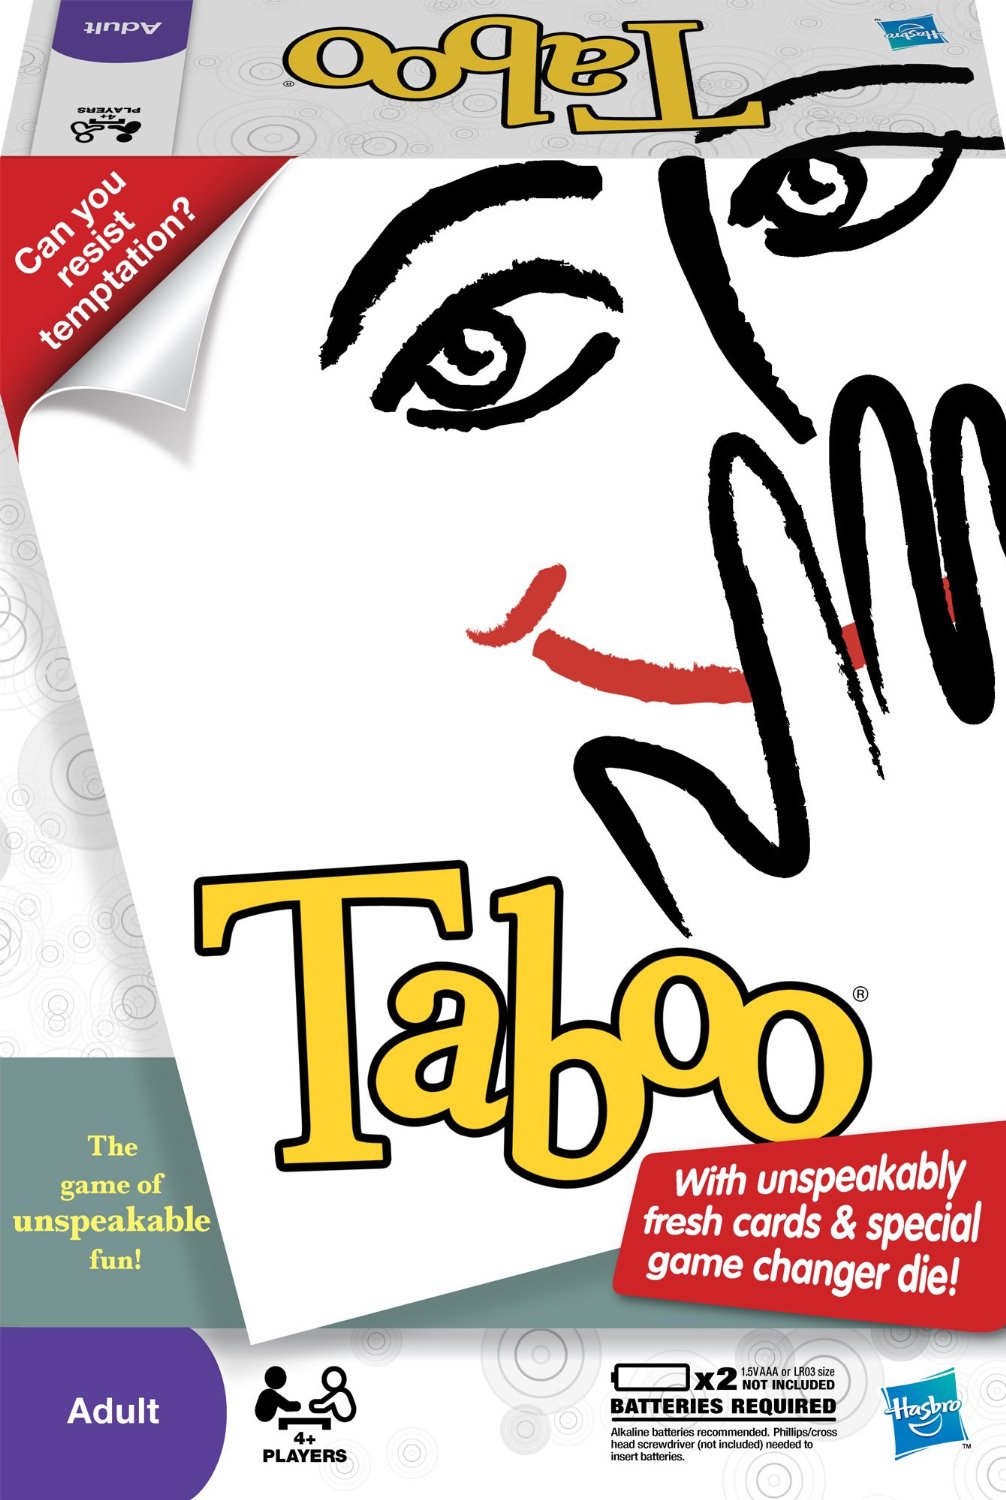 Adult
4+
PLAYERS
Taboo®
Hasbro
™
Can you
resist
temptation?
Taboo®
The
game of
unspeakable
fun!
With unspeakably
fresh cards & special
game changer die!
Adult
4+
PLAYERS
x2 1.5V AAA or LR03 size
NOT INCLUDED
BATTERIES REQUIRED
Alkaline batteries recommended. Phillips/cross
head screwdriver (not included) needed to
insert batteries.
Hasbro
™